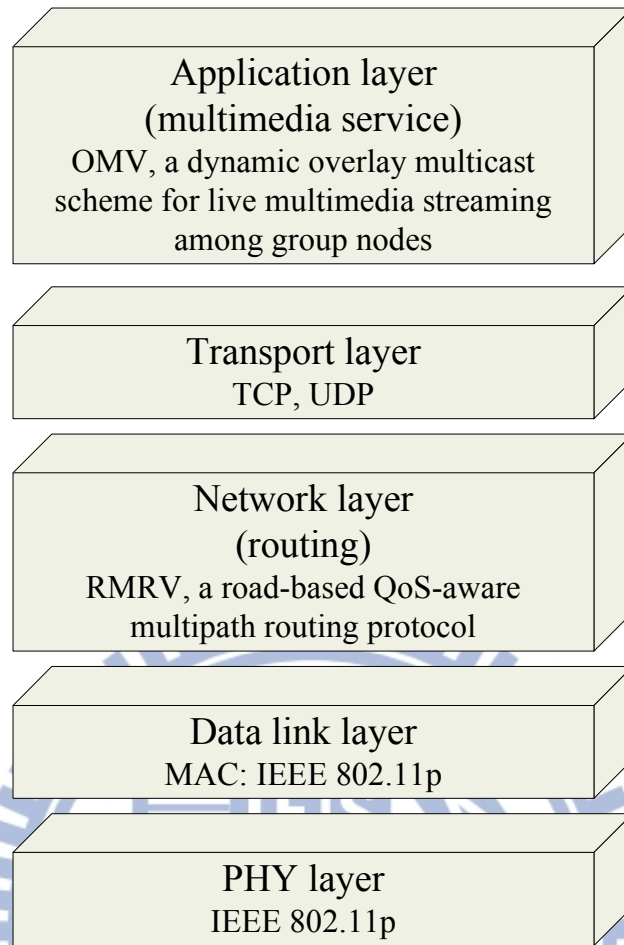 Application layer
(multimedia service)
OMV, a dynamic overlay multicast
scheme for live multimedia streaming
among group nodes
Transport layer
TCP, UDP
Network layer
(routing)
RMRV, a road-based QoS-aware
multipath routing protocol
Data link layer
MAC: IEEE 802.11p
PHY layer
IEEE 802.11p